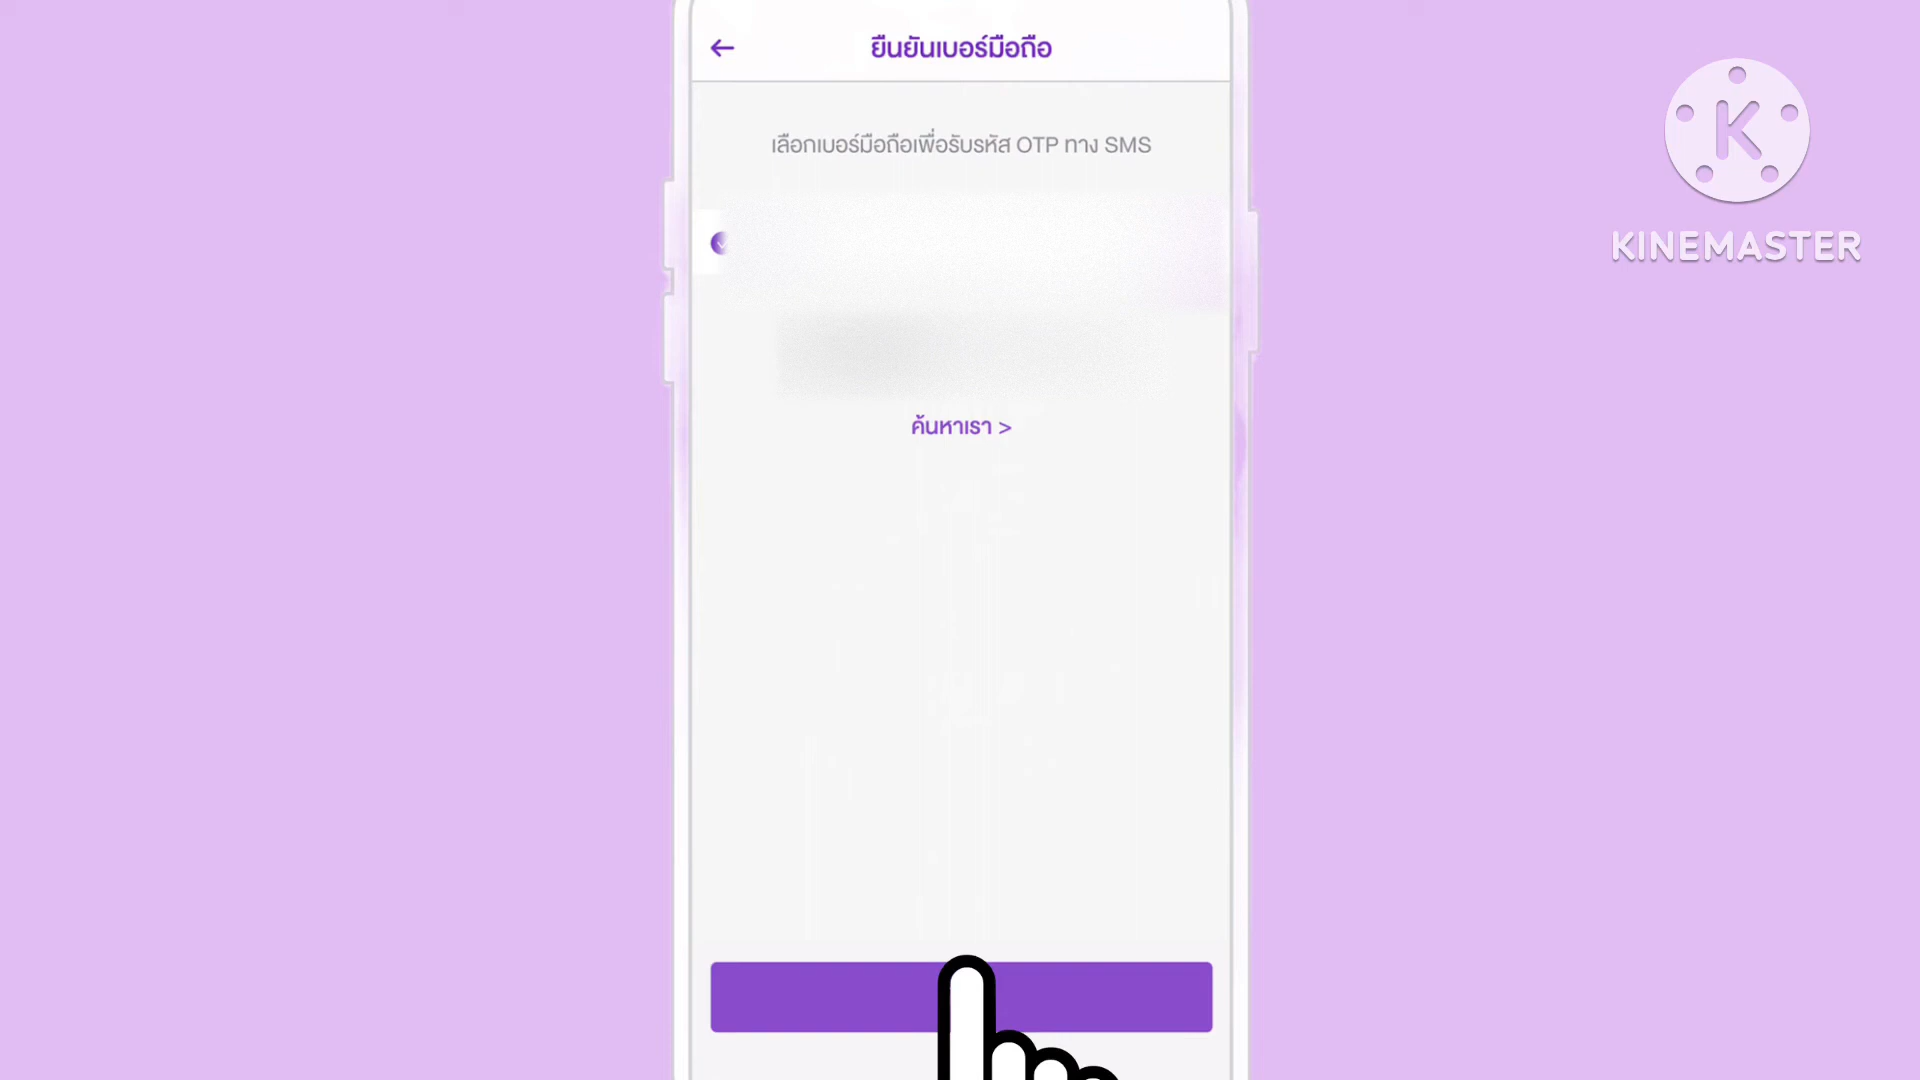 ยืนยันเบอร์มือถือ
เลือกเบอร์มือถือเพื่อรับรหัส OTP ทาง SMS
ค้นหาเรา >
K
KINEMASTER